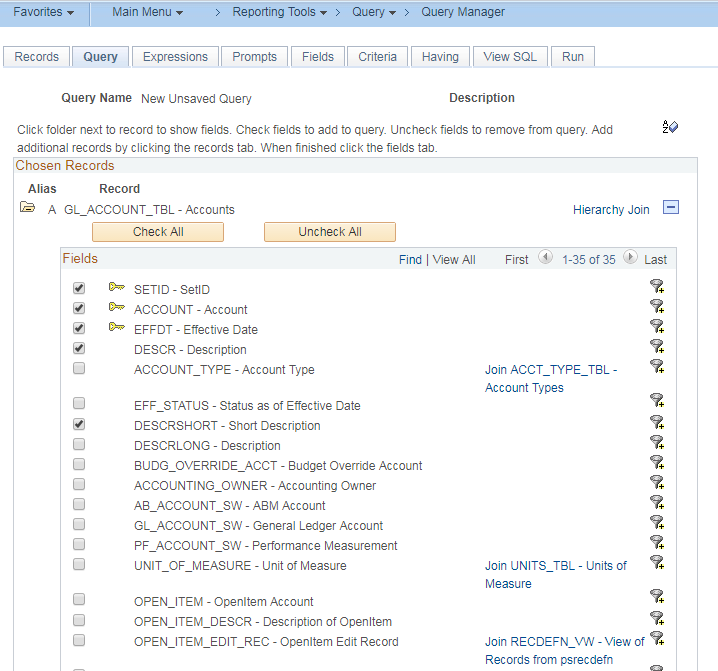 Favorites Main Menu > Reporting Tools > Query > Query Manager
Records Query Expressions Prompts Fields Criteria Having View SQL Run
Query Name New Unsaved Query Description
Click folder next to record to show fields. Check fields to add to query. Uncheck fields to remove from query. Add
additional records by clicking the records tab. When finished click the fields tab.
Chosen Records
Alias Record
A GL_ACCOUNT_TBL - Accounts Hierarchy Join
Check All Uncheck All
Fields Find | View All First 1-35 of 35 Last
SETID - SetID
ACCOUNT - Account
EFFDT - Effective Date
DESCR - Description
ACCOUNT_TYPE - Account Type Join ACCT_TYPE_TBL -
Account Types
EFF_STATUS - Status as of Effective Date
DESCRSHORT - Short Description
DESCRLONG - Description
BUDG_OVERRIDE_ACCT - Budget Override Account
ACCOUNTING_OWNER - Accounting Owner
AB_ACCOUNT_SW - ABM Account
GL_ACCOUNT_SW - General Ledger Account
PF_ACCOUNT_SW - Performance Measurement
UNIT_OF_MEASURE - Unit of Measure Join UNITS_TBL - Units of
Measure
OPEN_ITEM - OpenItem Account
OPEN_ITEM_DESCR - Description of OpenItem
OPEN_ITEM_EDIT_REC - OpenItem Edit Record Join RECDEFN_VW - View of
Records from psrecdefn